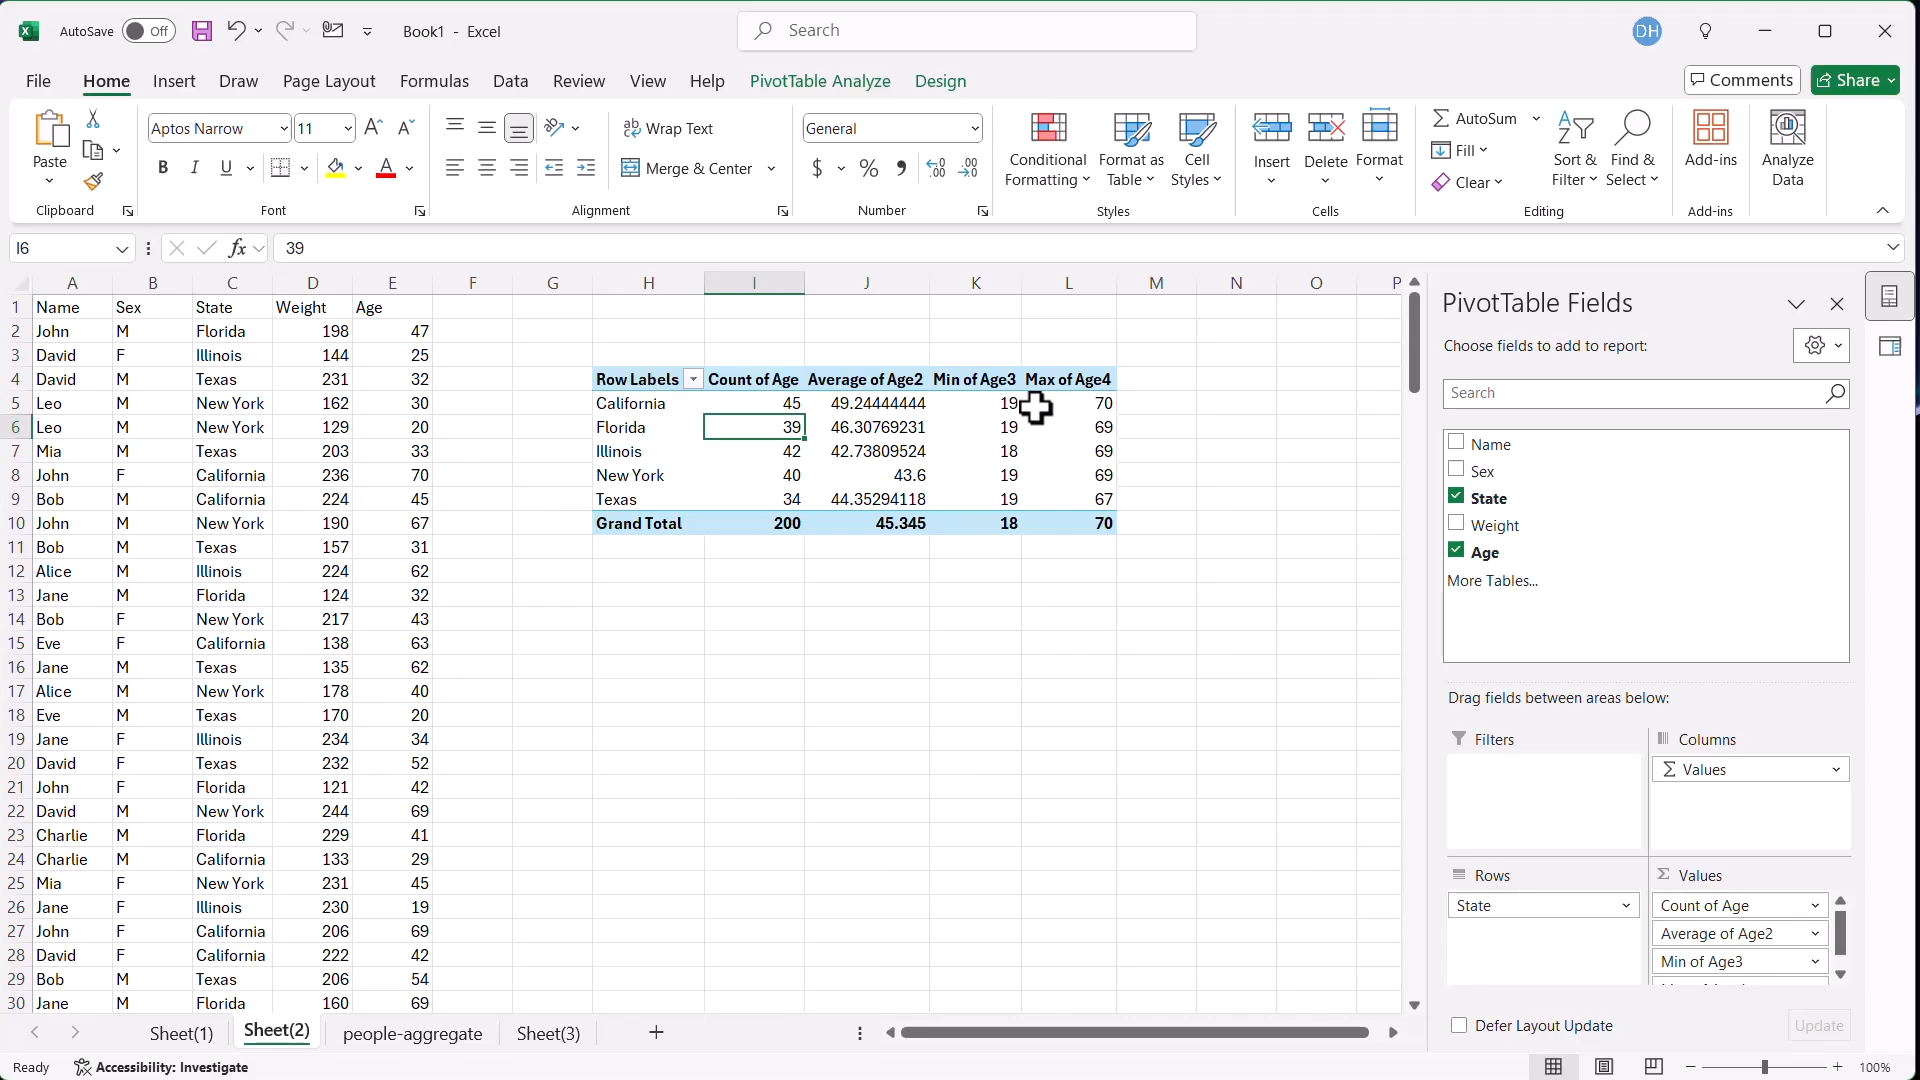 AutoSave Off Book1 - Excel Search DH
File Home Insert Draw Page Layout Formulas Data Review View Help PivotTable Analyze Design Comments Share
Paste
Clipboard
Aptos Narrow 11 A A
B I U A
Font
Wrap Text
Merge & Center
Alignment
General
$ % , .00
Number
Conditional Formatting
Format as Table
Cell Styles
Styles
Insert Delete Format
Cells
AutoSum
Fill
Clear
Sort & Filter
Find & Select
Editing
Add-ins
Add-ins
Analyze Data
I6 fx 39
A B C D E F G H I J K L M N O P
1 Name Sex State Weight Age
2 John M Florida 198 47
3 David F Illinois 144 25
4 David M Texas 231 32 Row Labels Count of Age Average of Age2 Min of Age3 Max of Age4
5 Leo M New York 162 30 California 45 49.24444444 19 70
6 Leo M New York 129 20 Florida 39 46.30769231 19 69
7 Mia M Texas 203 33 Illinois 42 42.73809524 18 69
8 John F California 236 70 New York 40 43.6 19 69
9 Bob M California 224 45 Texas 34 44.35294118 19 67
10 John M New York 190 67 Grand Total 200 45.345 18 70
11 Bob M Texas 157 31
12 Alice M Illinois 224 62
13 Jane M Florida 124 32
14 Bob F New York 217 43
15 Eve F California 138 63
16 Jane M Texas 135 62
17 Alice M New York 178 40
18 Eve M Texas 170 20
19 Jane F Illinois 234 34
20 David F Texas 232 52
21 John F Florida 121 42
22 David M New York 244 69
23 Charlie M Florida 229 41
24 Charlie M California 133 29
25 Mia F New York 231 45
26 Jane F Illinois 230 19
27 John F California 206 69
28 David F California 222 42
29 Bob M Texas 206 54
30 Jane M Florida 160 69
PivotTable Fields
Choose fields to add to report:
Search
Name
Sex
State
Weight
Age
More Tables...
Drag fields between areas below:
Filters
Columns
Σ Values
Rows
State
Σ Values
Count of Age
Average of Age2
Min of Age3
Defer Layout Update Update
Sheet(1) Sheet(2) people-aggregate Sheet(3) +
Ready Accessibility: Investigate 100%